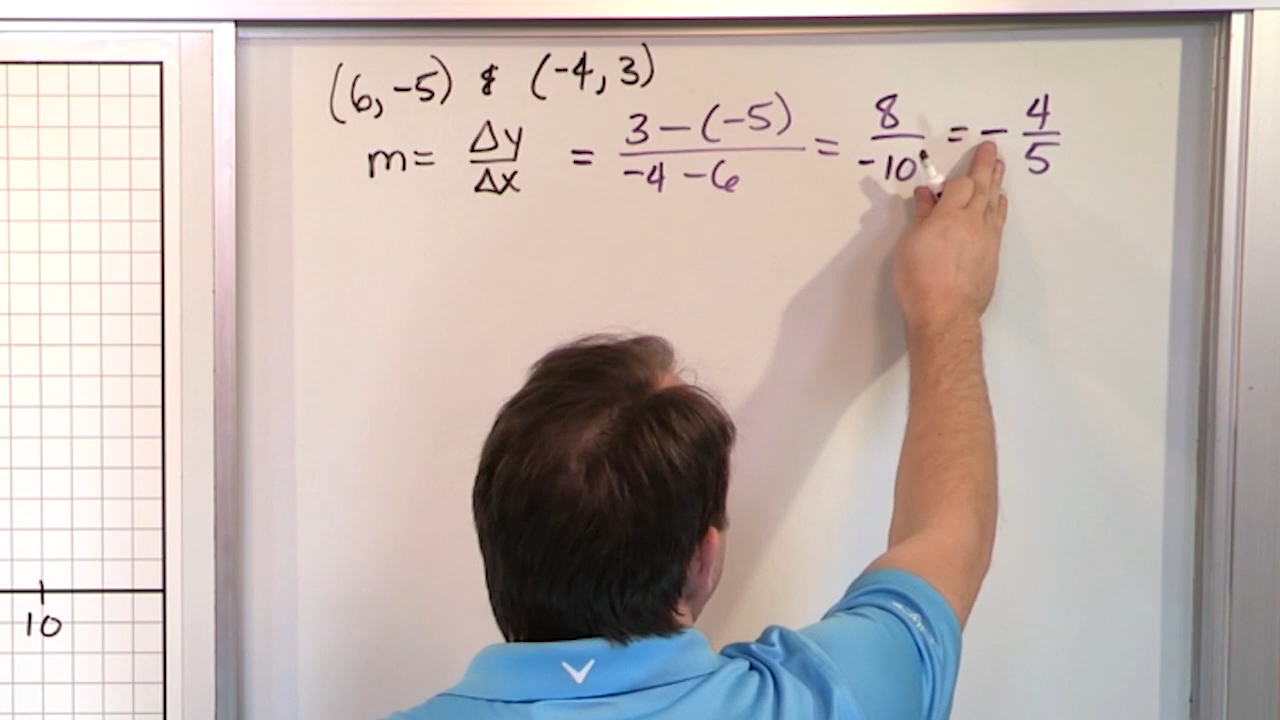 (6, -5) & (-4, 3)
m = Δy/Δx = 3 - (-5)/-4 - 6 = 8/-10 = - 4/5
10